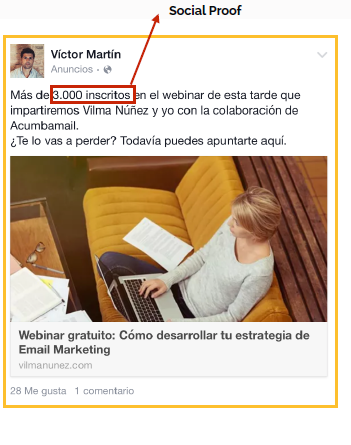 Social Proof
Víctor Martín
Anuncios ·
Más de 3.000 inscritos en el webinar de esta tarde que
impartiremos Vilma Núñez y yo con la colaboración de
Acumbamail.
¿Te lo vas a perder? Todavía puedes apuntarte aquí.
Webinar gratuito: Cómo desarrollar tu estrategia de
Email Marketing
vilmanunez.com
28 Me gusta 1 comentario